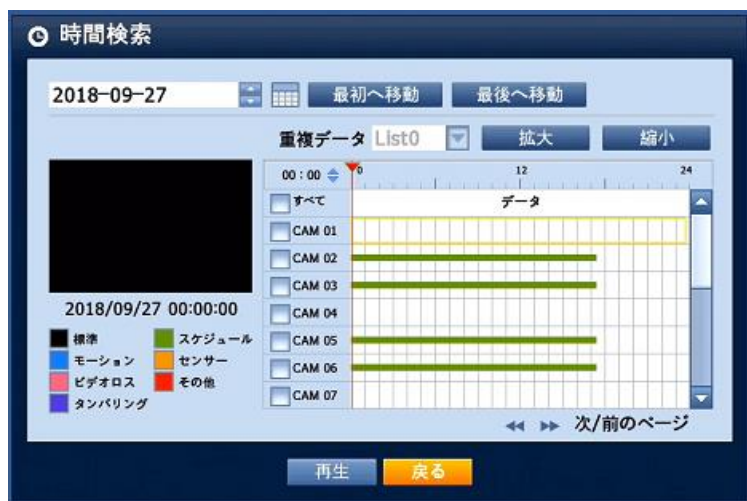 時間検索
2018-09-27 最初へ移動 最後へ移動
重複データ List0 拡大 縮小
00 : 00 0 12 24
すべて データ
CAM 01
CAM 02
CAM 03
CAM 04
CAM 05
CAM 06
CAM 07
2018/09/27 00:00:00
標準 スケジュール
モーション センサー
ビデオロス その他
タンパリング
次/前のページ
再生 戻る